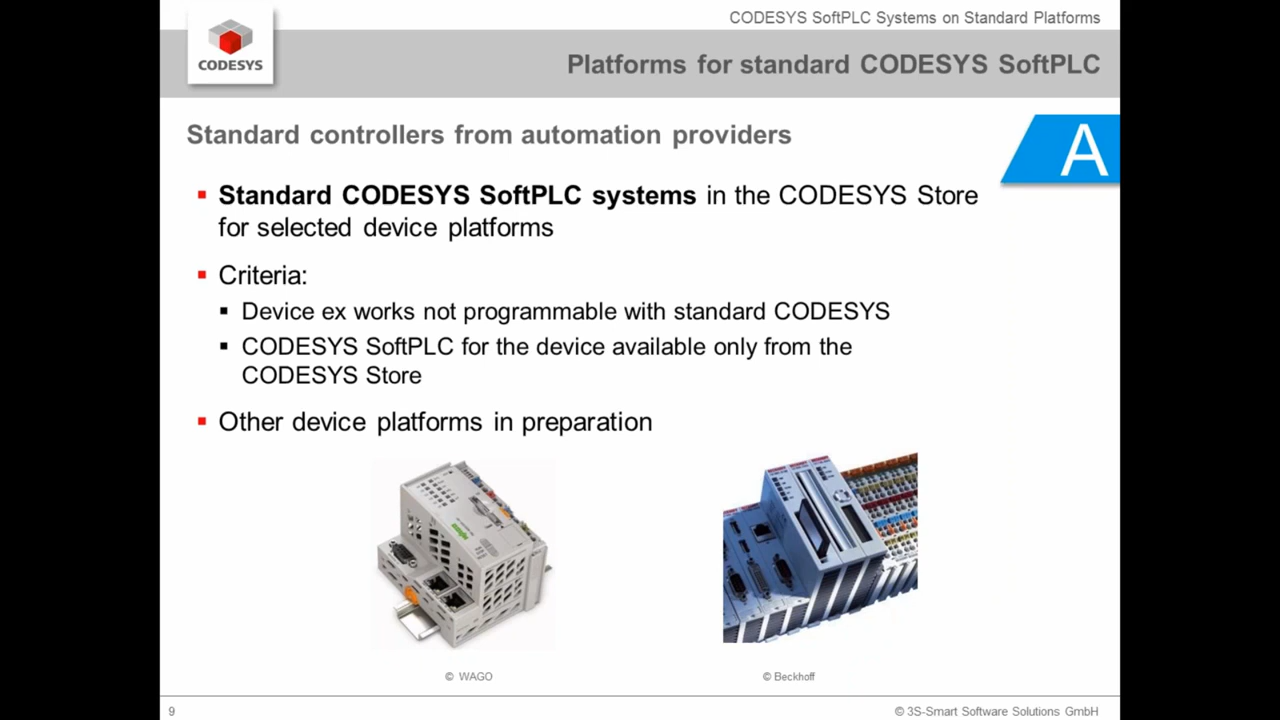 CODESYS SoftPLC Systems on Standard Platforms
CODESYS
Platforms for standard CODESYS SoftPLC
Standard controllers from automation providers
A
Standard CODESYS SoftPLC systems in the CODESYS Store
for selected device platforms
Criteria:
Device ex works not programmable with standard CODESYS
CODESYS SoftPLC for the device available only from the
CODESYS Store
Other device platforms in preparation
© WAGO
© Beckhoff
9
© 3S-Smart Software Solutions GmbH